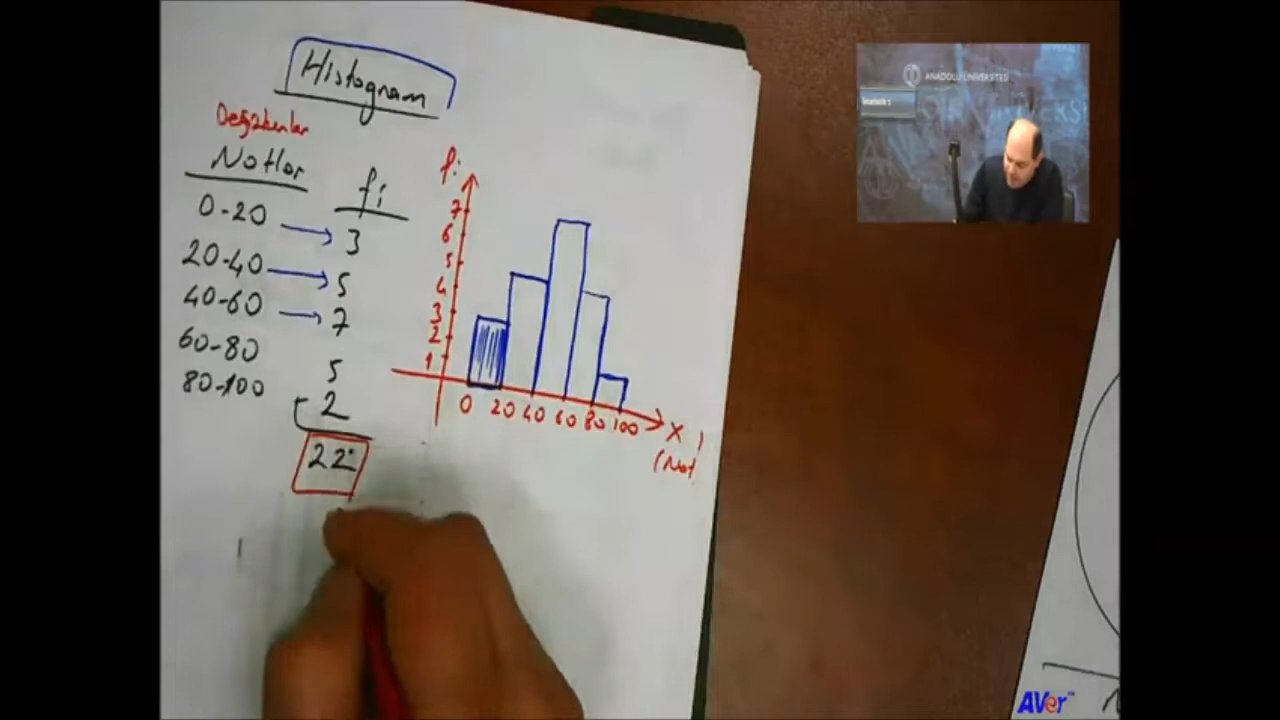 Histogram
Değişkenler
Notlar fi
0-20 → 3
20-40 → 5
40-60 → 7
60-80 5
80-100 2
22
fi
7
6
5
4
3
2
1
0 20 40 60 80 100 X
(Not)
ANADOLU ÜNİVERSİTESİ
İstatistik 1
AVer